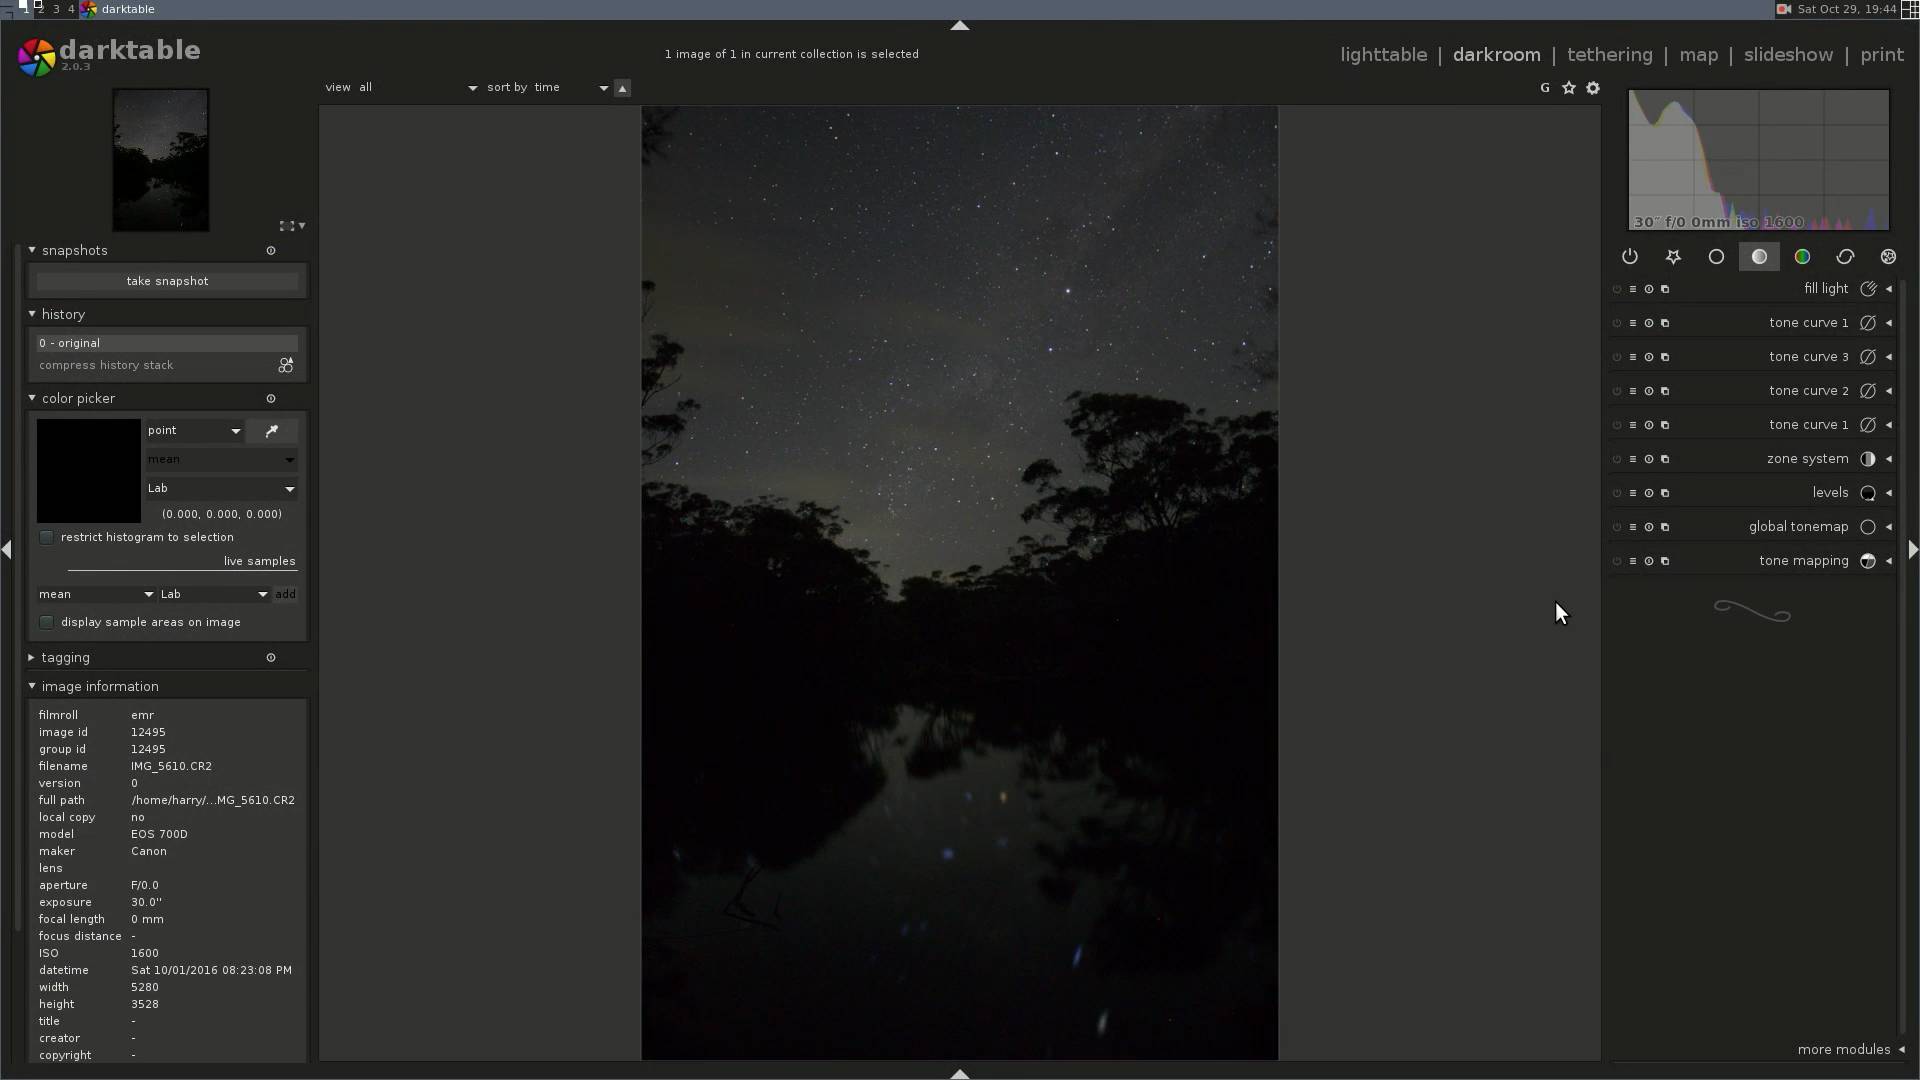 1 2 3 4 darktable
Sat Oct 29, 19:44
darktable
2.0.3
1 image of 1 in current collection is selected
lighttable | darkroom | tethering | map | slideshow | print
view all
sort by time
G
30" f/0 0mm iso 1600
snapshots
take snapshot
history
0 - original
compress history stack
color picker
point
mean
Lab
(0.000, 0.000, 0.000)
restrict histogram to selection
live samples
mean Lab add
display sample areas on image
tagging
image information
filmroll emr
image id 12495
group id 12495
filename IMG_5610.CR2
version 0
full path /home/harry/...MG_5610.CR2
local copy no
model EOS 700D
maker Canon
lens
aperture F/0.0
exposure 30.0''
focal length 0 mm
focus distance -
ISO 1600
datetime Sat 10/01/2016 08:23:08 PM
width 5280
height 3528
title -
creator -
copyright -
fill light
tone curve 1
tone curve 3
tone curve 2
tone curve 1
zone system
levels
global tonemap
tone mapping
more modules